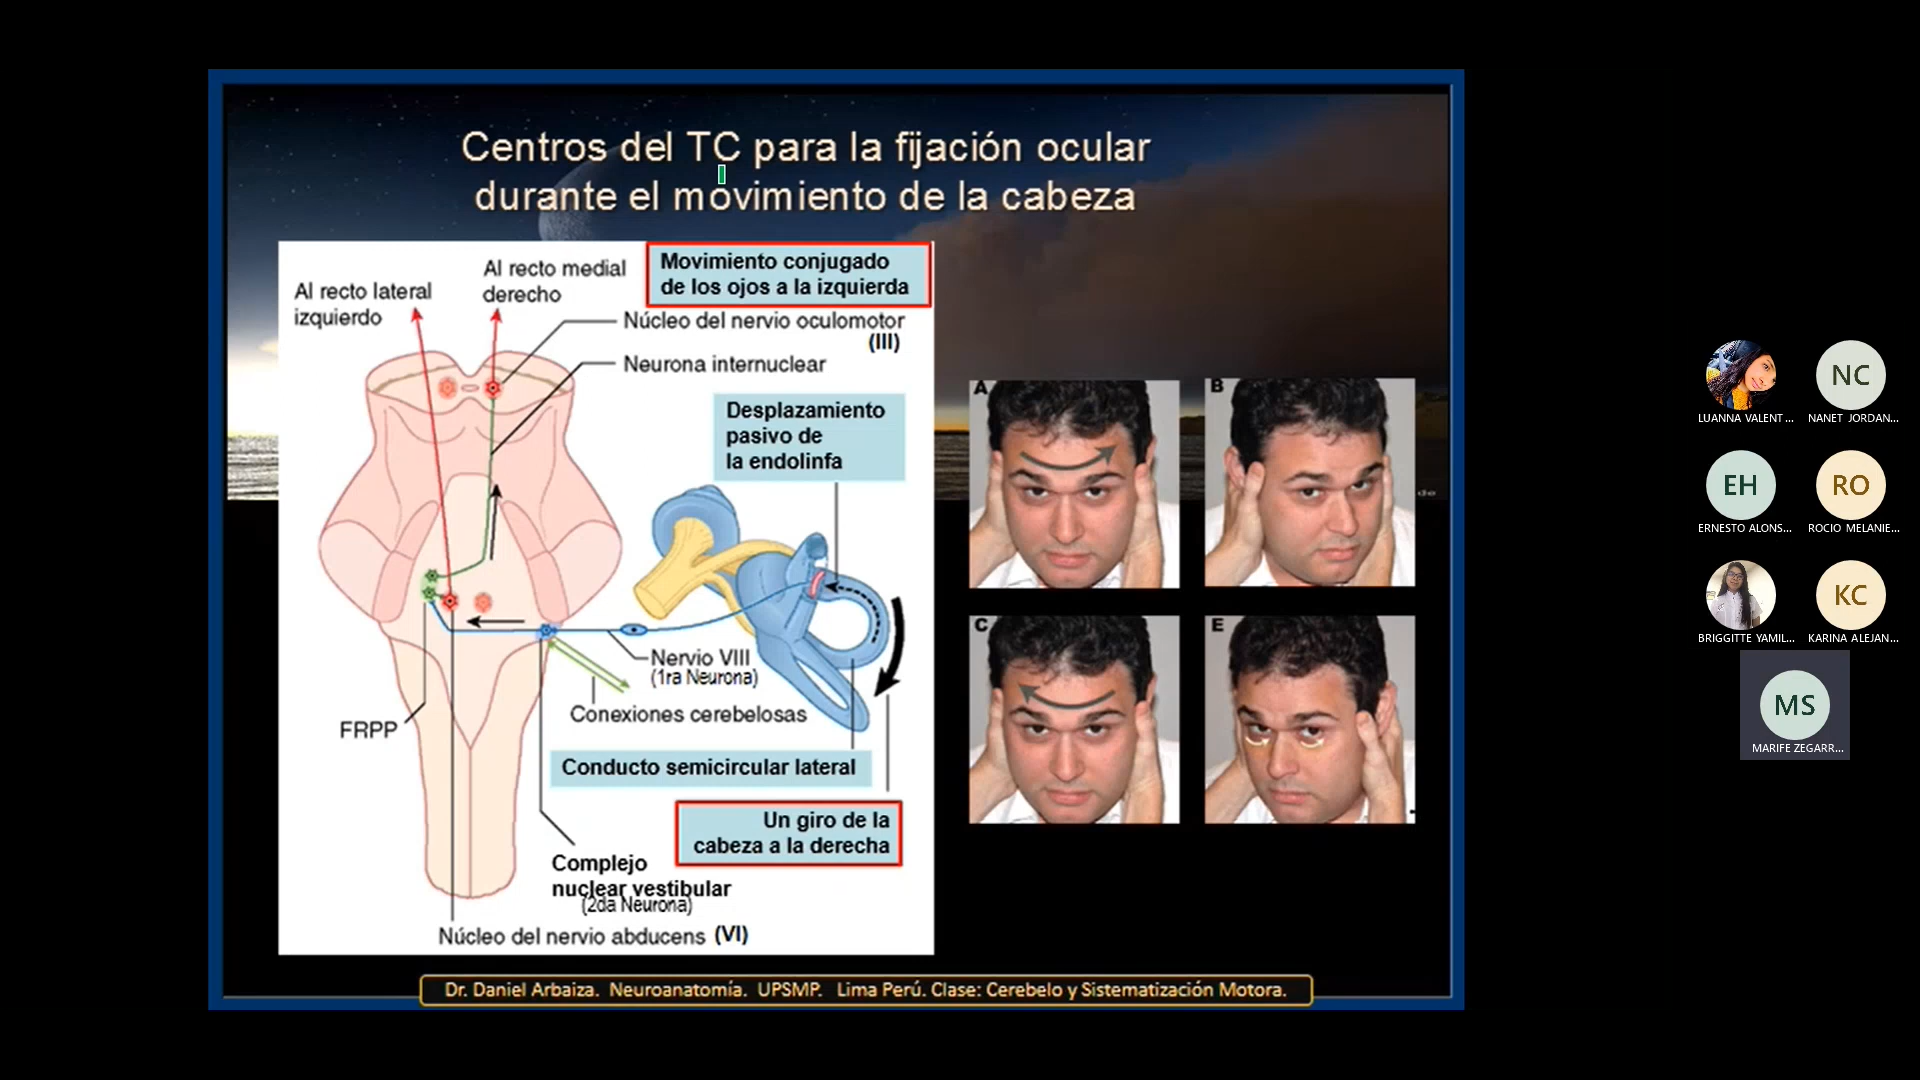 Centros del TC para la fijación ocular
durante el movimiento de la cabeza
Movimiento conjugado
de los ojos a la izquierda
Al recto medial
derecho
Al recto lateral
izquierdo
Núcleo del nervio oculomotor
(III)
Neurona internuclear
Desplazamiento
pasivo de
la endolinfa
Nervio VIII
(1ra Neurona)
Conexiones cerebelosas
FRPP
Conducto semicircular lateral
Un giro de la
cabeza a la derecha
Complejo
nuclear vestibular
(2da Neurona)
Núcleo del nervio abducens (VI)
A
B
C
E
Dr. Daniel Arbaiza. Neuroanatomía. UPSMP. Lima Perú. Clase: Cerebelo y Sistematización Motora.
LUANNA VALENT...
NC
NANET JORDAN...
EH
ERNESTO ALONS...
RO
ROCIO MELANIE...
BRIGGITTE YAMIL...
KC
KARINA ALEJAN...
MS
MARIFE ZEGARR...